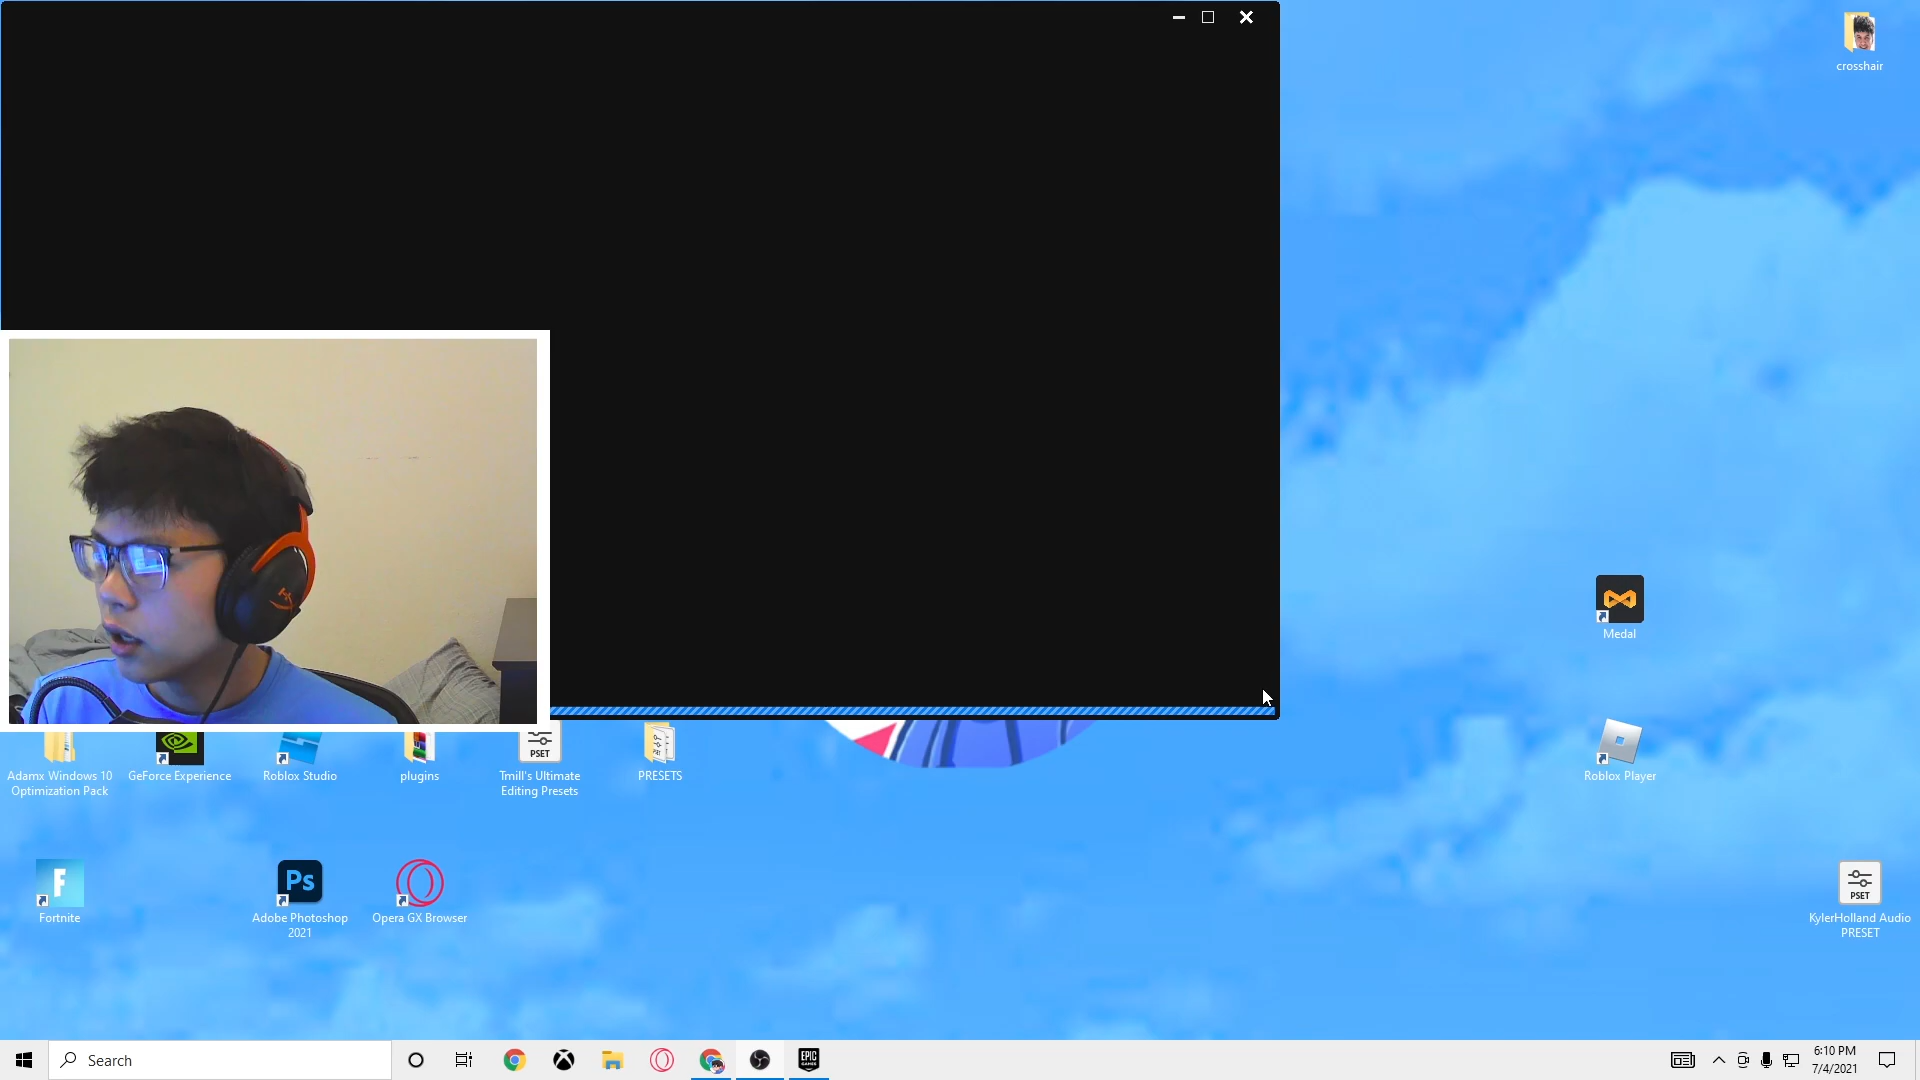 crosshair
Medal
Roblox Player
PSET
Adamx Windows 10
Optimization Pack
GeForce Experience
Roblox Studio
plugins
Tmill's Ultimate
Editing Presets
PRESETS
F
Fortnite
Ps
Adobe Photoshop
2021
Opera GX Browser
PSET
KylerHolland Audio
PRESET
Search
EPIC
GAMES
6:10 PM
7/4/2021